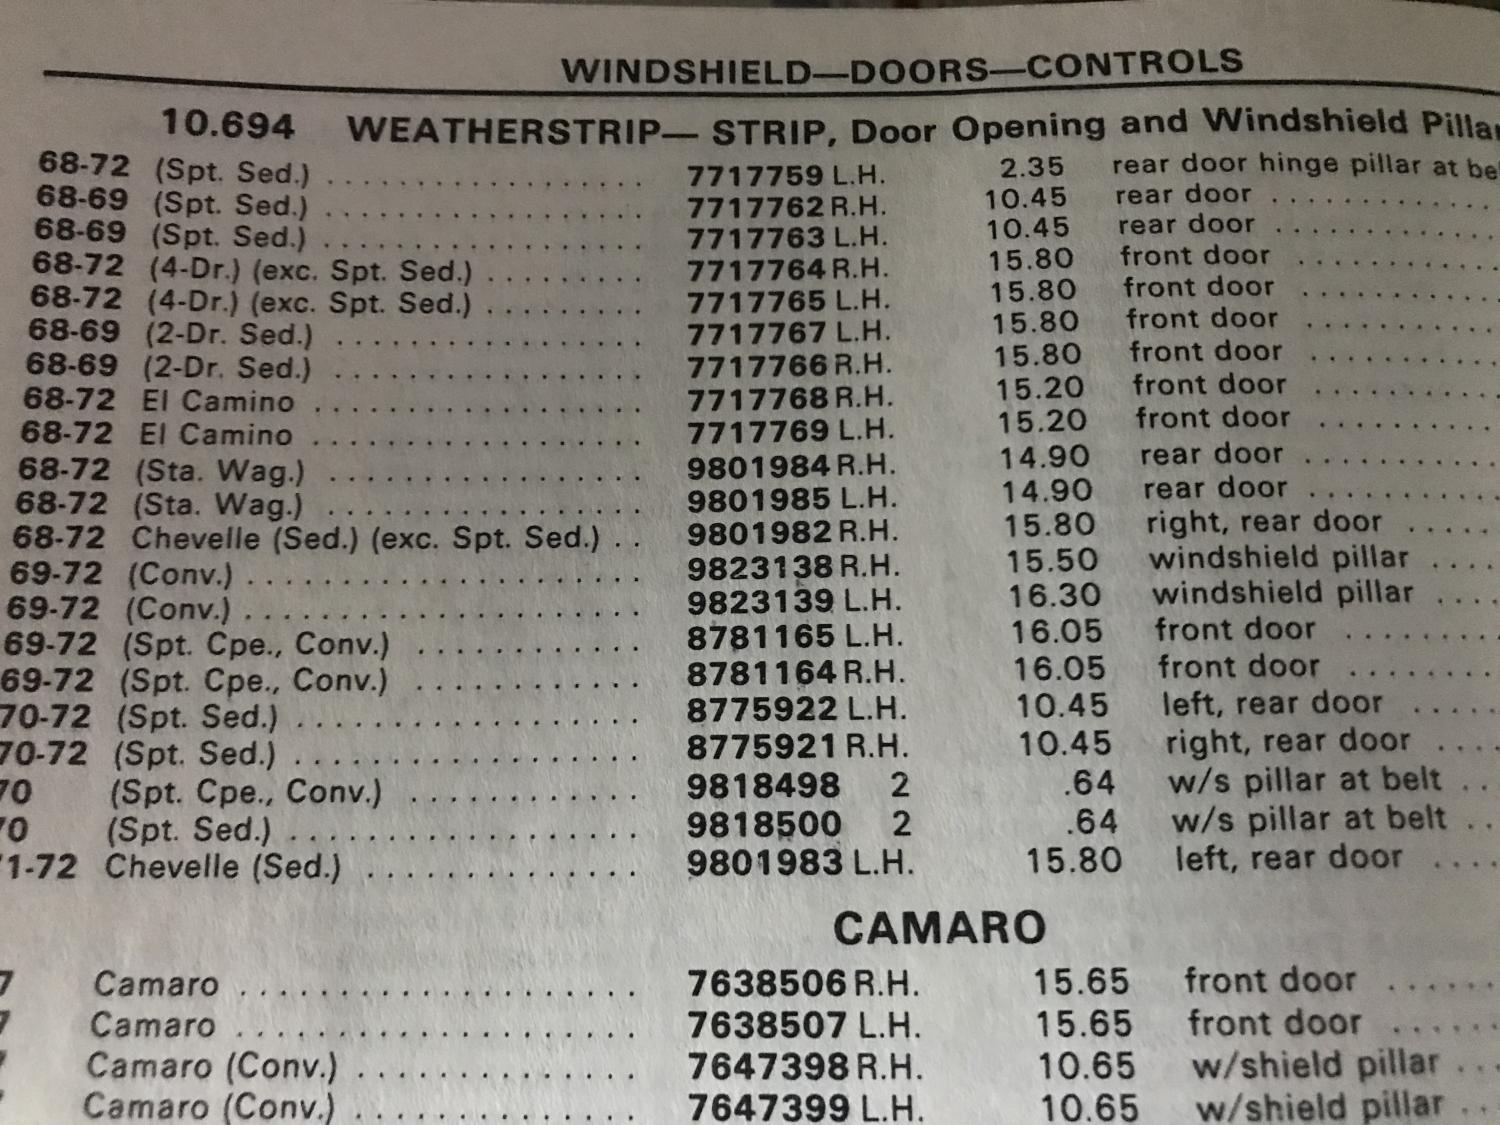 WINDSHIELD—DOORS—CONTROLS
10.694 WEATHERSTRIP— STRIP, Door Opening and Windshield Pilla
68-72 (Spt. Sed.) .................. 7717759 L.H. 2.35 rear door hinge pillar at be
68-69 (Spt. Sed.) .................. 7717762 R.H. 10.45 rear door ............
68-69 (Spt. Sed.) .................. 7717763 L.H. 10.45 rear door ............
68-72 (4-Dr.) (exc. Spt. Sed.) ......... 7717764 R.H. 15.80 front door ...........
68-72 (4-Dr.) (exc. Spt. Sed.) ......... 7717765 L.H. 15.80 front door ...........
68-69 (2-Dr. Sed.) ................. 7717767 L.H. 15.80 front door ...........
68-69 (2-Dr. Sed.) ................. 7717766 R.H. 15.80 front door ...........
68-72 El Camino .................. 7717768 R.H. 15.20 front door ...........
68-72 El Camino .................. 7717769 L.H. 15.20 front door ..........
68-72 (Sta. Wag.) ................. 9801984 R.H. 14.90 rear door ...........
68-72 (Sta. Wag.) ................. 9801985 L.H. 14.90 rear door ..........
68-72 Chevelle (Sed.) (exc. Spt. Sed.) .. 9801982 R.H. 15.80 right, rear door .....
69-72 (Conv.) ...................... 9823138 R.H. 15.50 windshield pillar ....
69-72 (Conv.) ...................... 9823139 L.H. 16.30 windshield pillar ....
69-72 (Spt. Cpe., Conv.) ............ 8781165 L.H. 16.05 front door .........
69-72 (Spt. Cpe., Conv.) ............ 8781164 R.H. 16.05 front door .........
70-72 (Spt. Sed.) ................... 8775922 L.H. 10.45 left, rear door .....
70-72 (Spt. Sed.) ................... 8775921 R.H. 10.45 right, rear door ....
70 (Spt. Cpe., Conv.) ............ 9818498 2 .64 w/s pillar at belt ..
70 (Spt. Sed.) ................... 9818500 2 .64 w/s pillar at belt ..
71-72 Chevelle (Sed.) .............. 9801983 L.H. 15.80 left, rear door ....
CAMARO
7 Camaro .................... 7638506 R.H. 15.65 front door ......
7 Camaro .................... 7638507 L.H. 15.65 front door ......
Camaro (Conv.) .............. 7647398 R.H. 10.65 w/shield pillar ...
Camaro (Conv.) .............. 7647399 L.H. 10.65 w/shield pillar ..